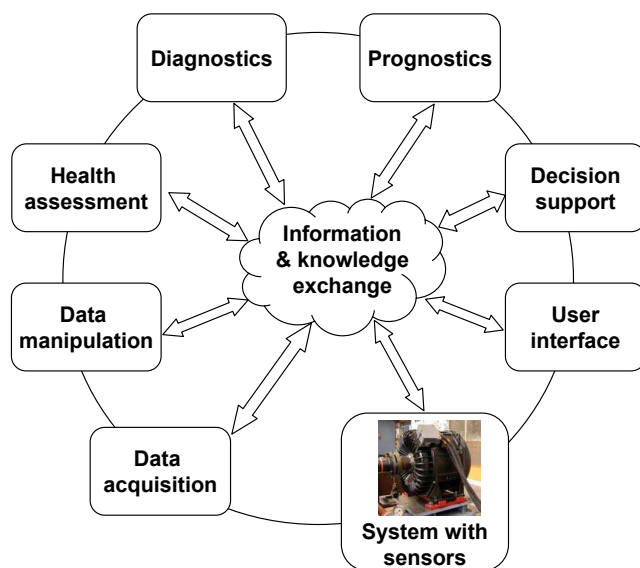 Diagnostics
Prognostics
Health
assessment
Decision
support
Information
& knowledge
exchange
Data
manipulation
User
interface
Data
acquisition
System with
sensors